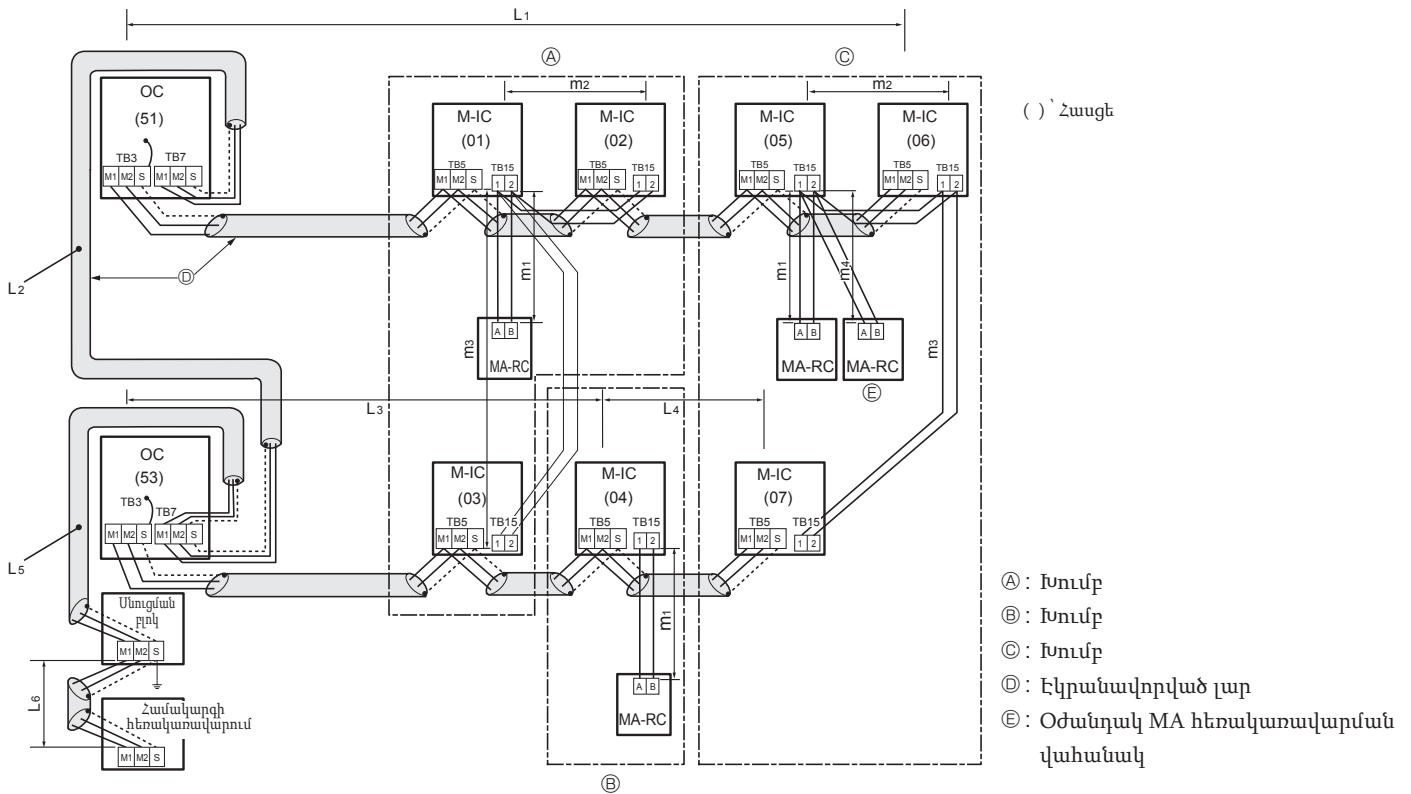 L1
Ⓐ
Ⓒ
m2
m2
OC
(51)
TB3
TB7
M1 M2 S
M1 M2 S
M-IC
(01)
TB5
TB15
M1 M2 S
1 2
M-IC
(02)
TB5
TB15
M1 M2 S
1 2
M-IC
(05)
TB5
TB15
M1 M2 S
1 2
M-IC
(06)
TB5
TB15
M1 M2 S
1 2
( ) ՝ Հասցե
L2
Ⓓ
m1
m3
m1
m4
m3
A B
MA-RC
A B
MA-RC
A B
MA-RC
Ⓔ
L3
L4
OC
(53)
TB3
TB7
M1 M2 S
M1 M2 S
M-IC
(03)
TB5
TB15
M1 M2 S
1 2
M-IC
(04)
TB5
TB15
M1 M2 S
1 2
M-IC
(07)
TB5
TB15
M1 M2 S
1 2
L5
m1
Սնուցման
բլոկ
M1 M2 S
L6
Համակարգի
հեռակառավարում
M1 M2 S
A B
MA-RC
Ⓑ
Ⓐ : Խումբ
Ⓑ : Խումբ
Ⓒ : Խումբ
Ⓓ : Էկրանավորված լար
Ⓔ : Օժանդակ MA հեռակառավարման
վահանակ